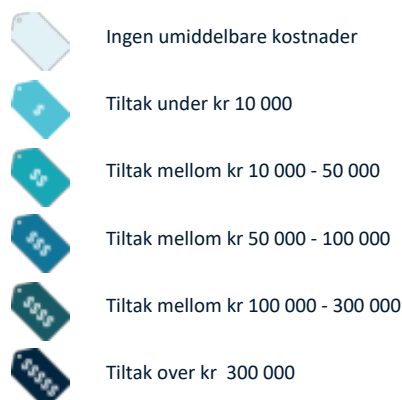 Ingen umiddelbare kostnader
$ Tiltak under kr 10 000
$$ Tiltak mellom kr 10 000 - 50 000
$$$ Tiltak mellom kr 50 000 - 100 000
$$$$ Tiltak mellom kr 100 000 - 300 000
$$$$$ Tiltak over kr 300 000